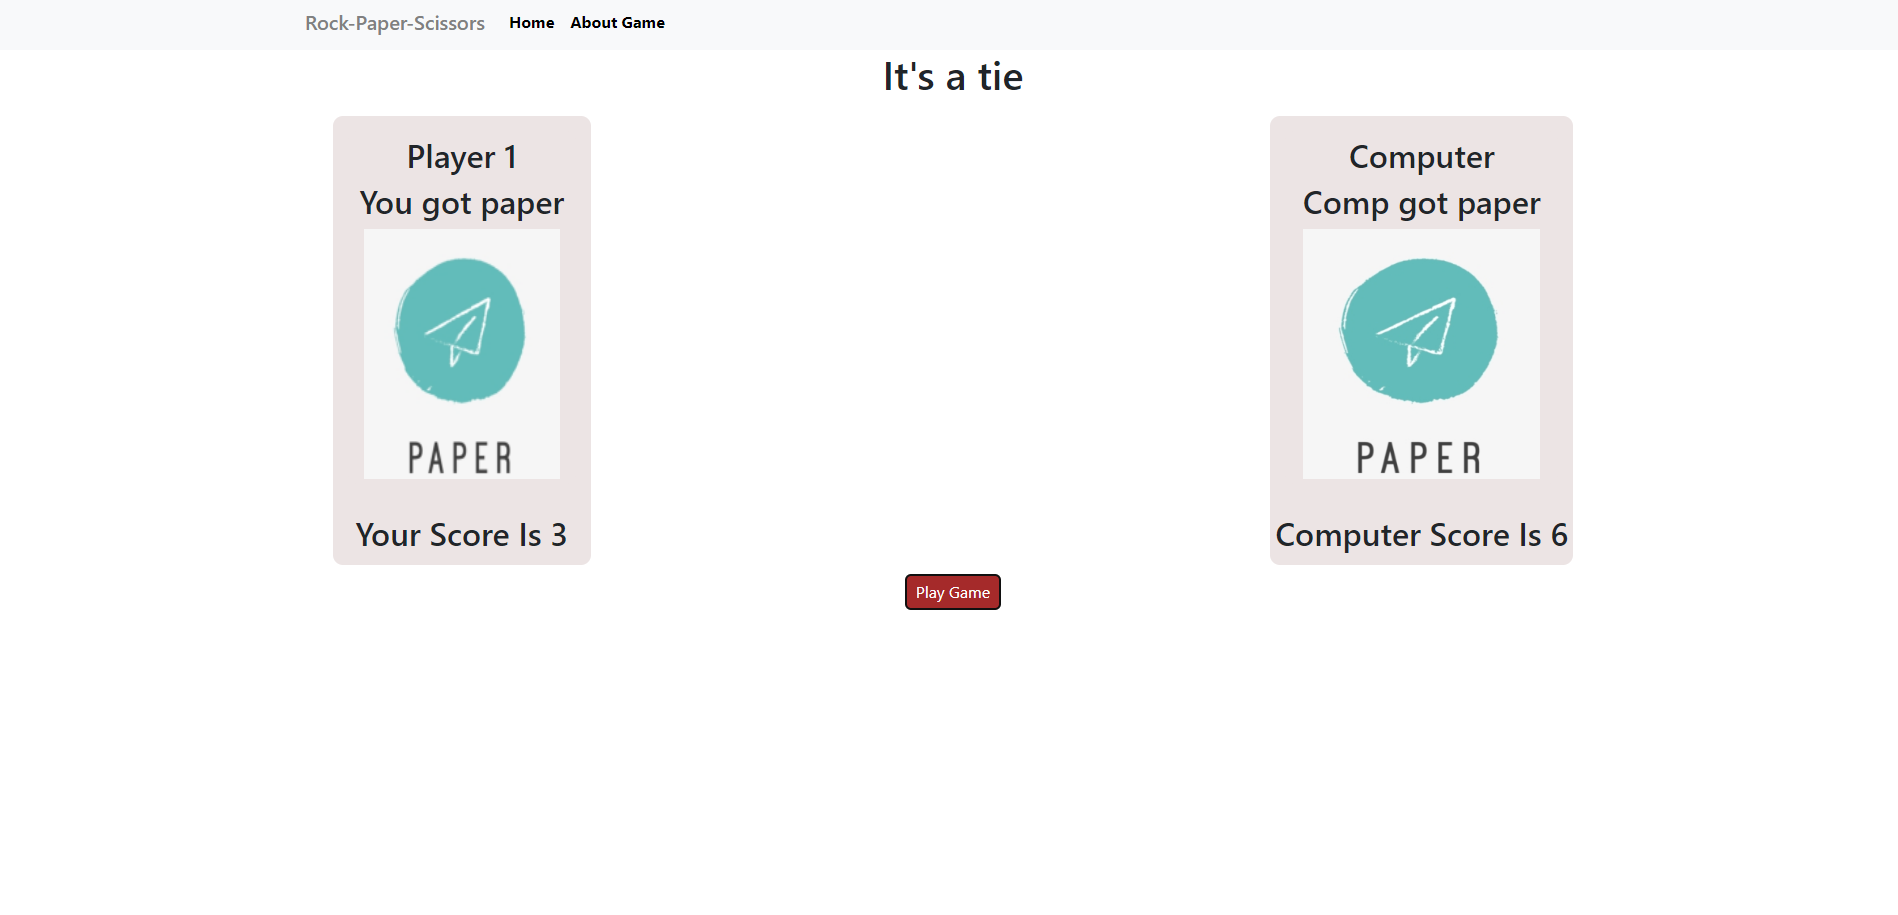 Rock-Paper-Scissors Home About Game
It's a tie
Player 1
You got paper
PAPER
Your Score Is 3
Computer
Comp got paper
PAPER
Computer Score Is 6
Play Game